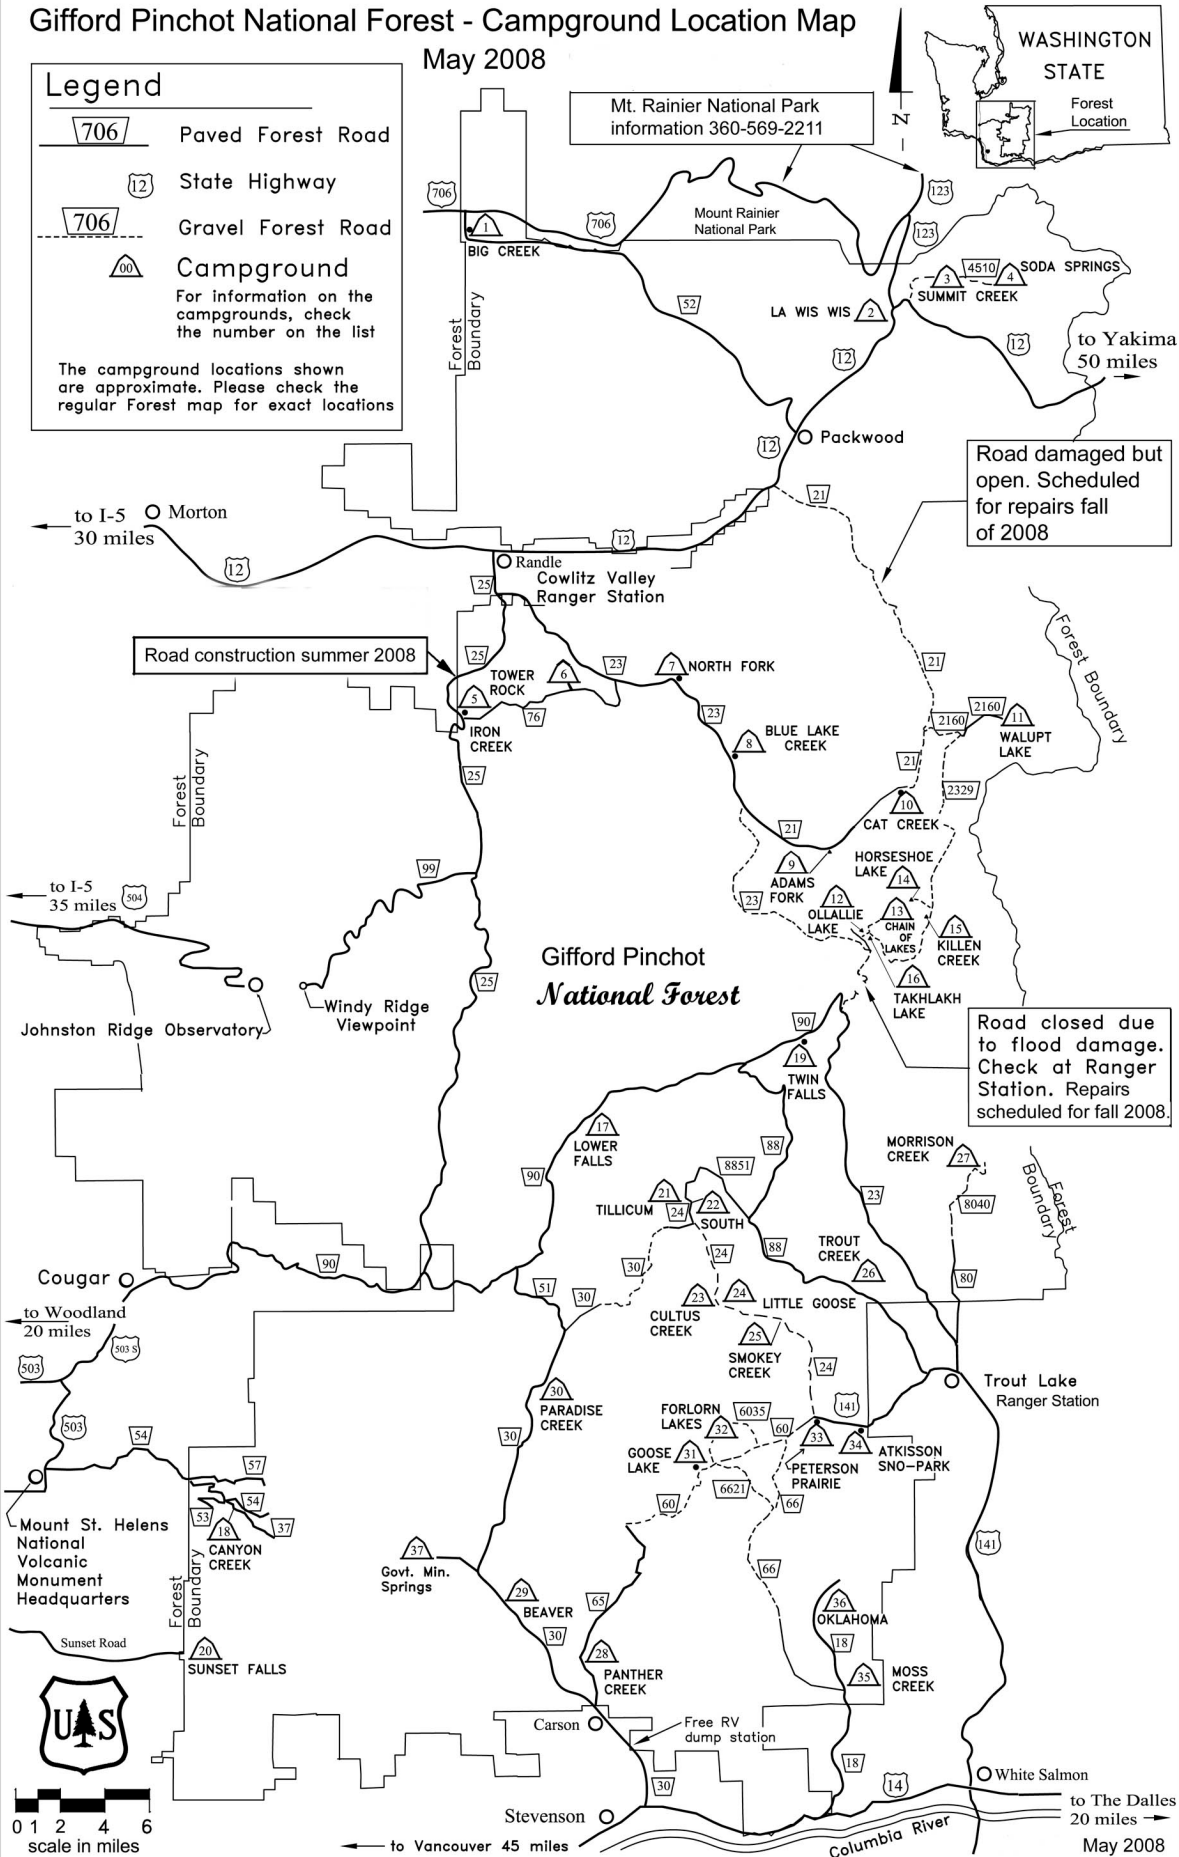 Gifford Pinchot National Forest - Campground Location Map
May 2008
Legend
706
Paved Forest Road
12
State Highway
706
Gravel Forest Road
00
Campground
For information on the
campgrounds, check
the number on the list
The campground locations shown
are approximate. Please check the
regular Forest map for exact locations
Mt. Rainier National Park
information 360-569-2211
N
WASHINGTON
STATE
Forest
Location
706
1
BIG CREEK
706
Mount Rainier
National Park
123
123
4510
3
4
SODA SPRINGS
SUMMIT CREEK
LA WIS WIS
2
52
12
12
to Yakima
50 miles
Forest
Boundary
12
Packwood
Road damaged but
open. Scheduled
for repairs fall
of 2008
21
to I-5
30 miles
Morton
12
12
Randle
Cowlitz Valley
Ranger Station
25
Road construction summer 2008
25
TOWER
ROCK
6
23
7
NORTH FORK
21
Forest Boundary
5
IRON
CREEK
76
23
8
BLUE LAKE
CREEK
2160
2160
11
WALUPT
LAKE
25
21
2329
10
CAT CREEK
Forest
Boundary
21
9
ADAMS
FORK
HORSESHOE
LAKE
14
99
12
OLLALLIE
LAKE
13
CHAIN
OF
LAKES
15
KILLEN
CREEK
23
to I-5
35 miles
504
16
TAKHLAKH
LAKE
Gifford Pinchot
National Forest
25
Windy Ridge
Viewpoint
Johnston Ridge Observatory
Road closed due
to flood damage.
Check at Ranger
Station. Repairs
scheduled for fall 2008.
90
19
TWIN
FALLS
17
LOWER
FALLS
88
8851
MORRISON
CREEK
27
90
21
TILLICUM
24
22
SOUTH
23
8040
Forest
Boundary
Forest
24
88
TROUT
CREEK
26
Cougar
90
30
51
30
80
23
CULTUS
CREEK
24
LITTLE GOOSE
to Woodland
20 miles
503 S
503
25
SMOKEY
CREEK
24
Trout Lake
Ranger Station
30
PARADISE
CREEK
503
FORLORN
LAKES
32
6035
60
141
54
30
GOOSE
LAKE
31
33
PETERSON
PRAIRIE
34
ATKISSON
SNO-PARK
57
54
53
18
37
CANYON
CREEK
60
6621
66
Mount St. Helens
National
Volcanic
Monument
Headquarters
141
37
Govt. Min.
Springs
66
Forest
Boundary
29
BEAVER
65
36
OKLAHOMA
30
18
Sunset Road
20
SUNSET FALLS
28
PANTHER
CREEK
35
MOSS
CREEK
US
Carson
Free RV
dump station
18
30
14
White Salmon
0 1 2 4 6
scale in miles
Stevenson
to The Dalles
20 miles
to Vancouver 45 miles
Columbia River
May 2008